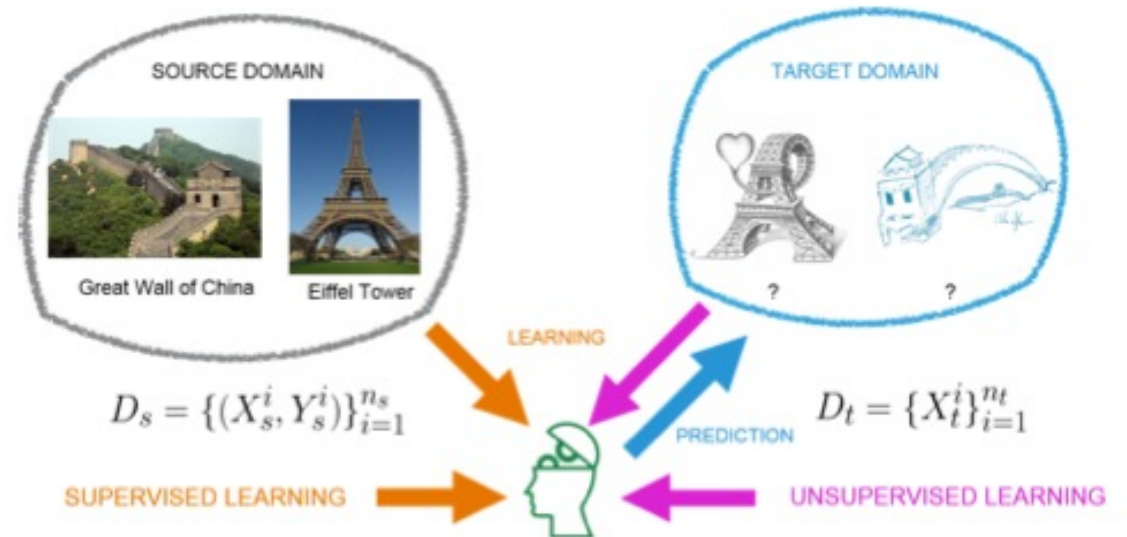 SOURCE DOMAIN
TARGET DOMAIN
Great Wall of China
Eiffel Tower
?
?
LEARNING
D_s = {(X_s^i, Y_s^i)}_{i=1}^{n_s}
D_t = {X_t^i}_{i=1}^{n_t}
PREDICTION
SUPERVISED LEARNING
UNSUPERVISED LEARNING